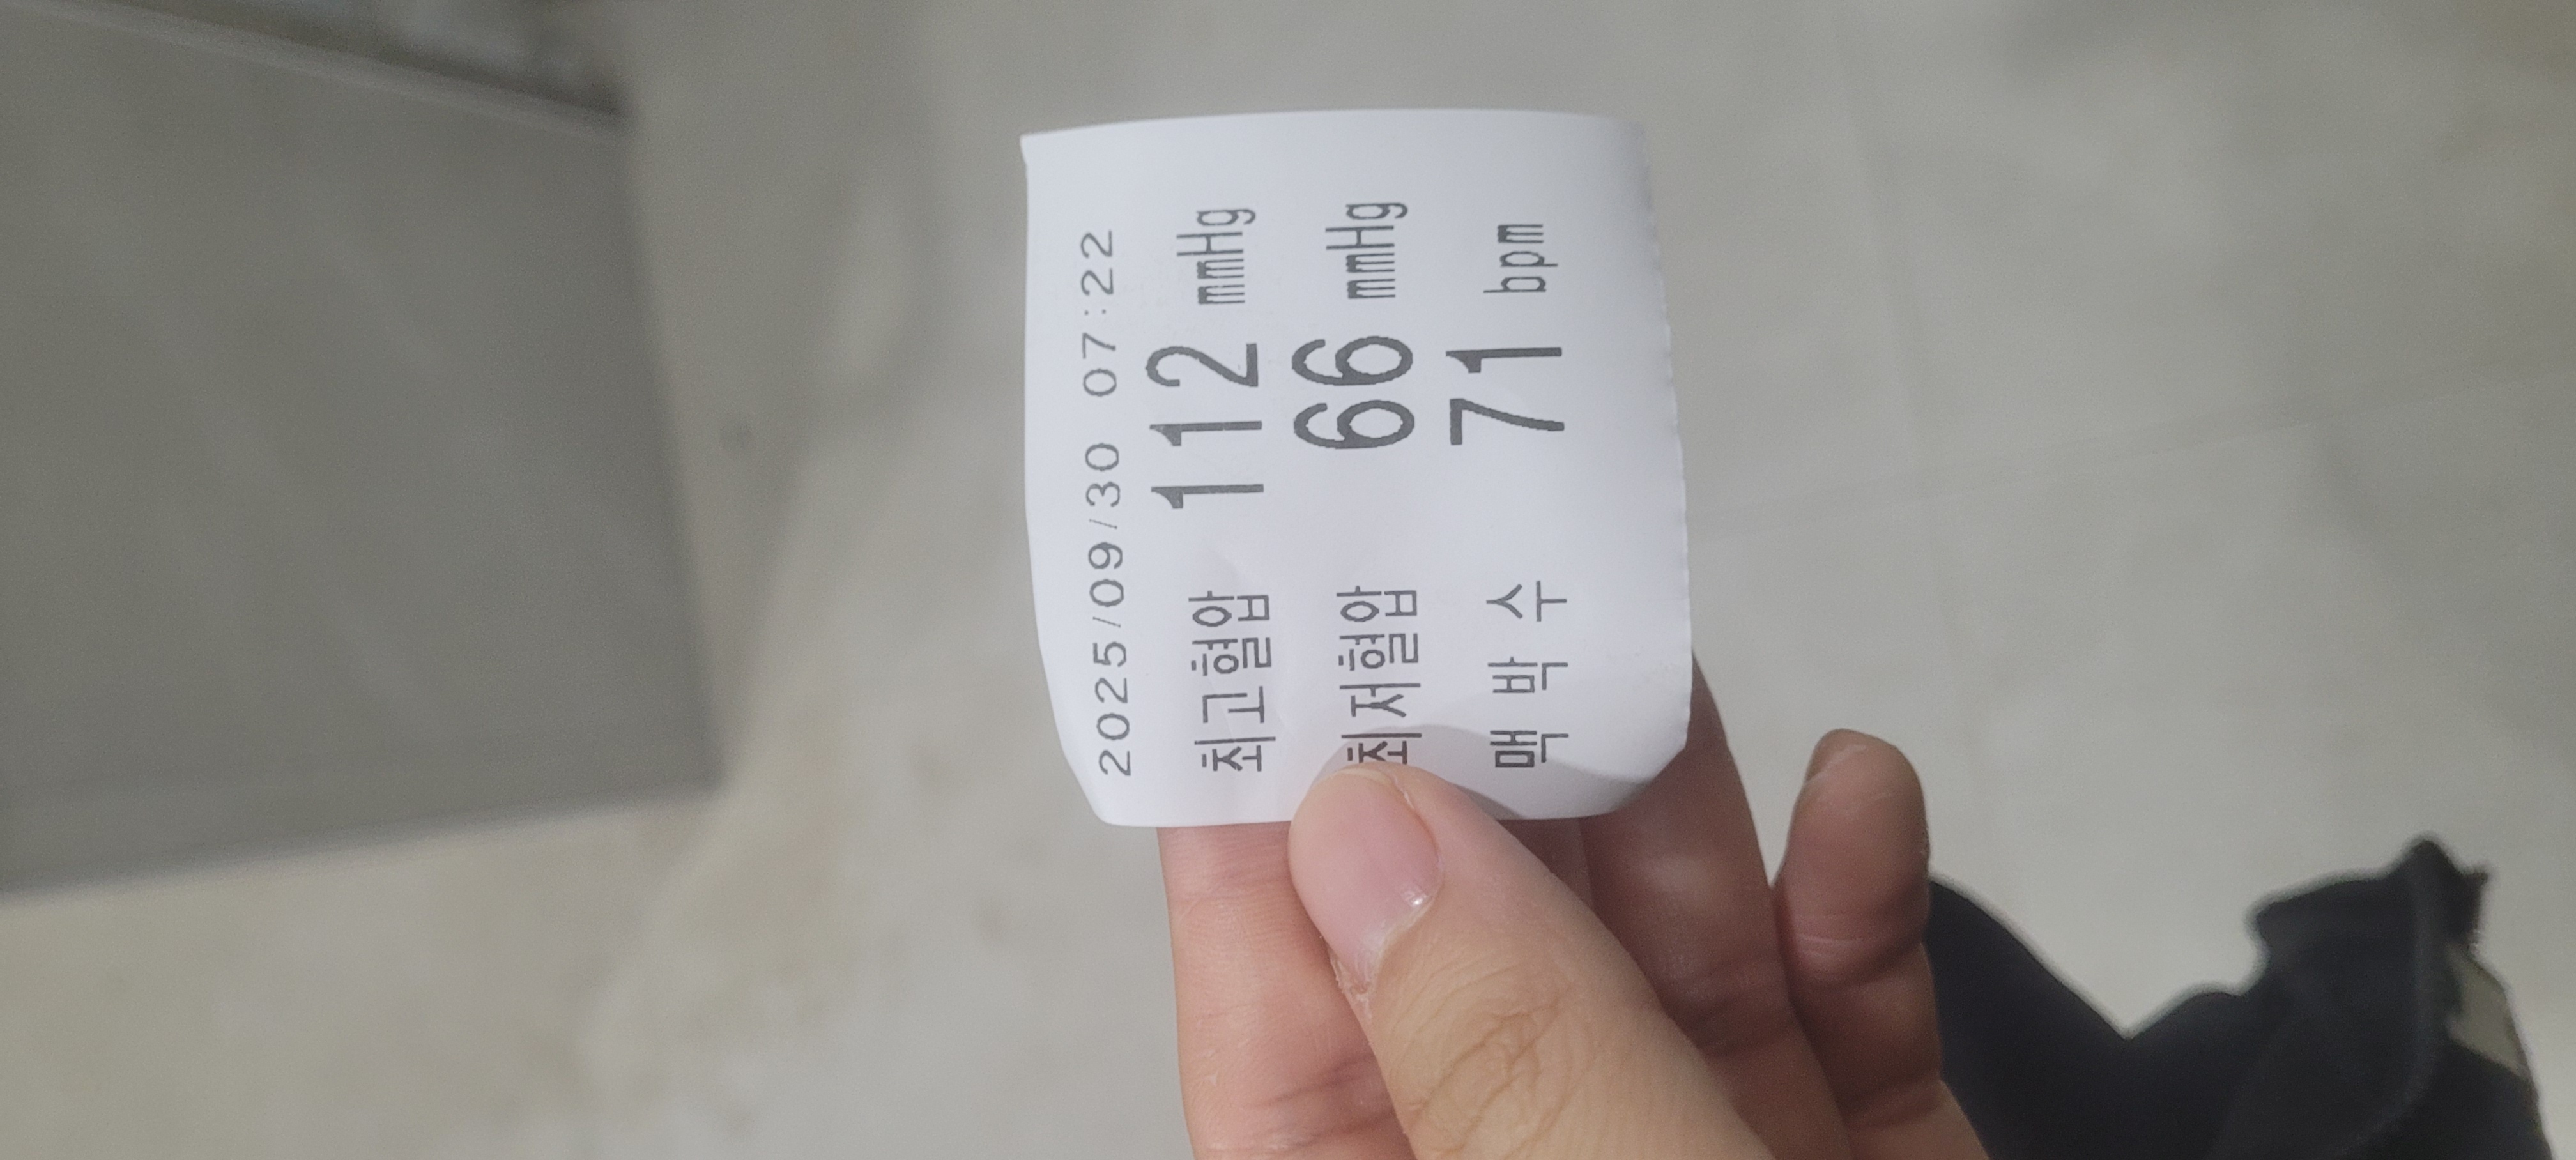 2025/09/30 07:22
최고혈압 112 mmHg
최저혈압 66 mmHg
맥 박 수 71 bpm